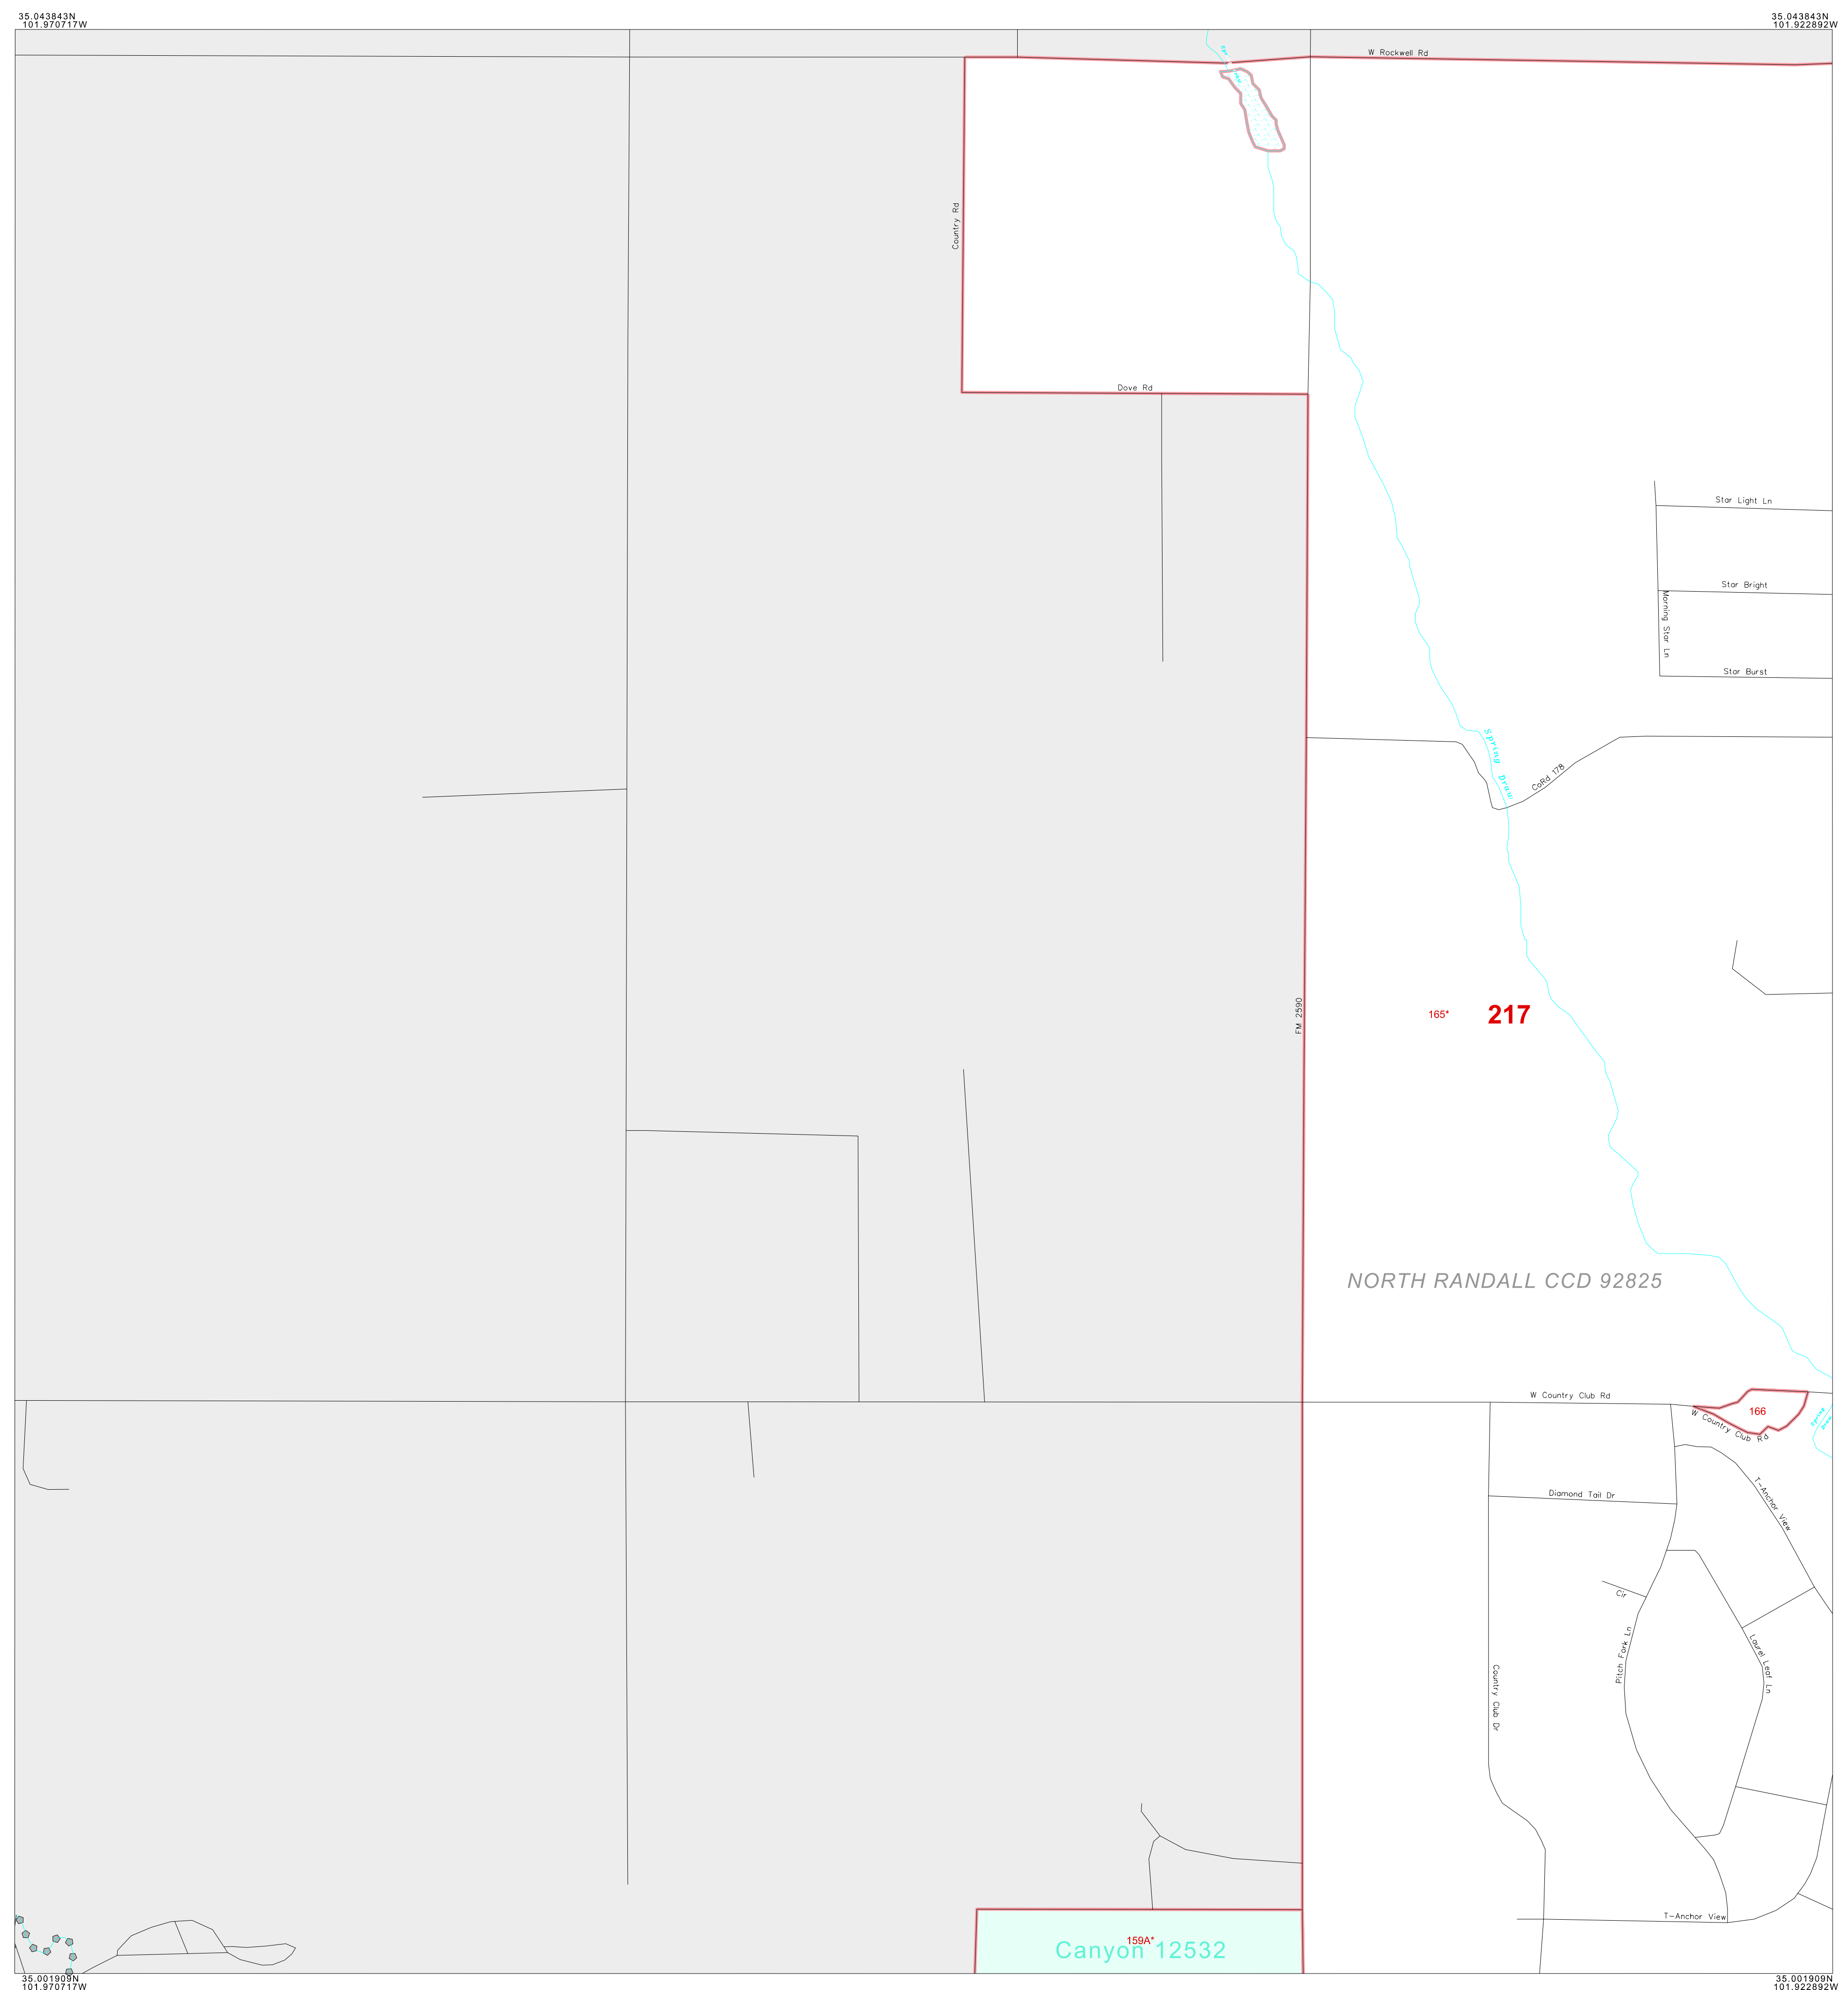 35.043843N
101.970717W
35.043843N
101.922892W
W Rockwell Rd
Country Rd
Dove Rd
Star Light Ln
Star Bright
Morning Star Ln
Star Burst
Spring Draw
CoRd 178
FM 2590
165*
217
NORTH RANDALL CCD 92825
W Country Club Rd
166
W Country Club Rd
Spring
Draw
T-Anchor View
Diamond Tail Dr
Cir
Pitch Fork Ln
Laurel Leaf Ln
Country Club Dr
T-Anchor View
159A*
Canyon 12532
35.001909N
101.970717W
35.001909N
101.922892W